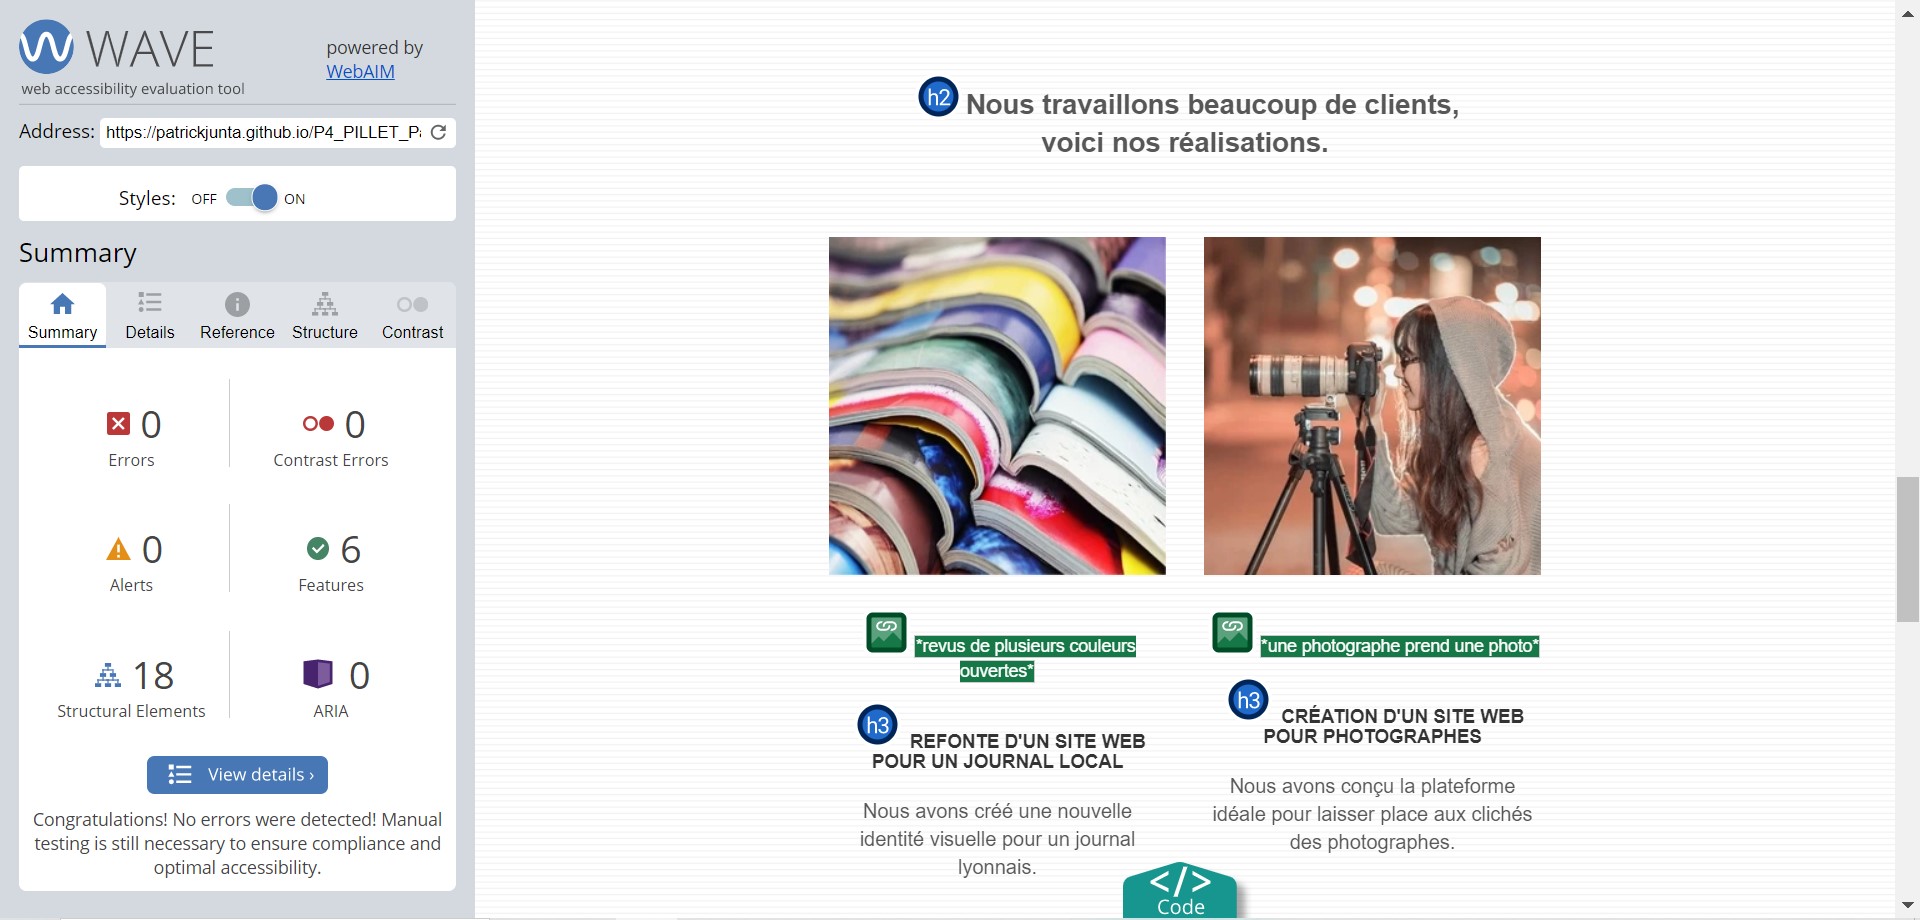 WAVE
powered by
WebAIM
web accessibility evaluation tool
Address: https://patrickjunta.github.io/P4_PILLET_Pa
Styles: OFF ON
Summary
Summary Details Reference Structure Contrast
0 0
Errors Contrast Errors
0 6
Alerts Features
18 0
Structural Elements ARIA
View details ›
Congratulations! No errors were detected! Manual
testing is still necessary to ensure compliance and
optimal accessibility.
h2 Nous travaillons beaucoup de clients,
voici nos réalisations.
*revus de plusieurs couleurs
ouvertes*
h3 REFONTE D'UN SITE WEB
POUR UN JOURNAL LOCAL
Nous avons créé une nouvelle
identité visuelle pour un journal
lyonnais.
*une photographe prend une photo*
h3 CRÉATION D'UN SITE WEB
POUR PHOTOGRAPHES
Nous avons conçu la plateforme
idéale pour laisser place aux clichés
des photographes.
</>
Code